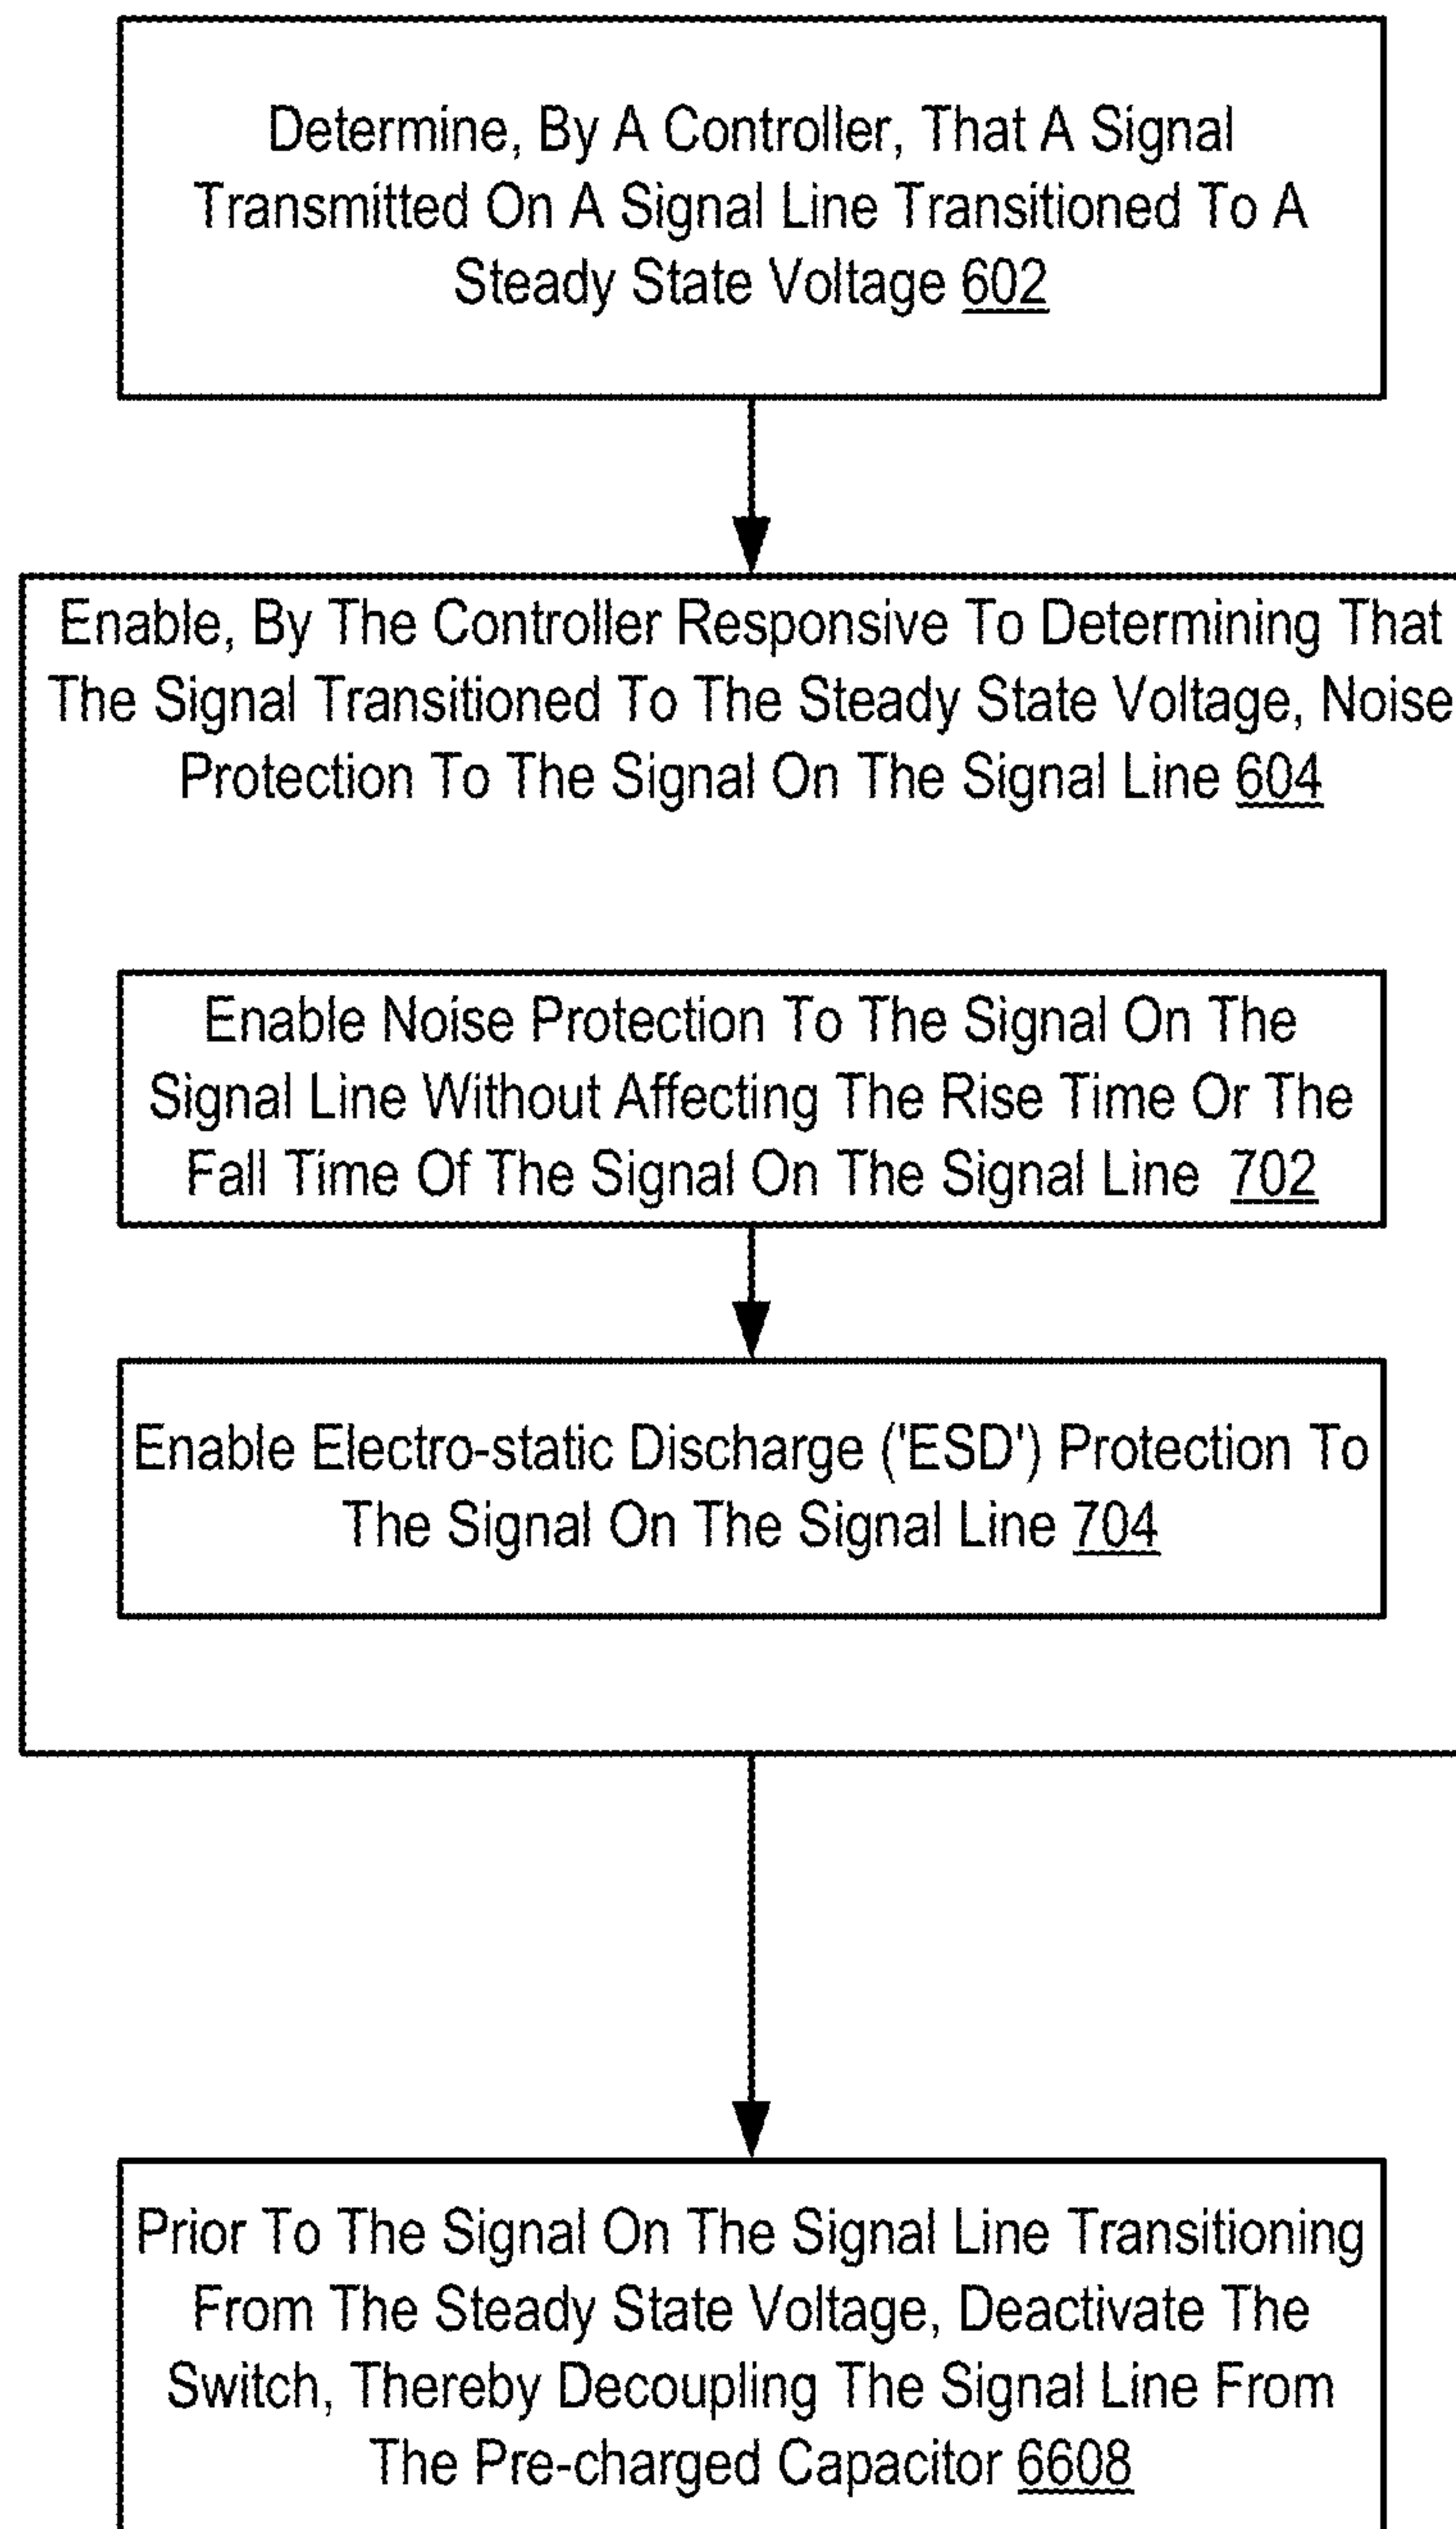 Determine, By A Controller, That A Signal
Transmitted On A Signal Line Transitioned To A
Steady State Voltage 602
Enable, By The Controller Responsive To Determining That
The Signal Transitioned To The Steady State Voltage, Noise
Protection To The Signal On The Signal Line 604
Enable Noise Protection To The Signal On The
Signal Line Without Affecting The Rise Time Or The
Fall Time Of The Signal On The Signal Line 702
Enable Electro-static Discharge ('ESD') Protection To
The Signal On The Signal Line 704
Prior To The Signal On The Signal Line Transitioning
From The Steady State Voltage, Deactivate The
Switch, Thereby Decoupling The Signal Line From
The Pre-charged Capacitor 6608